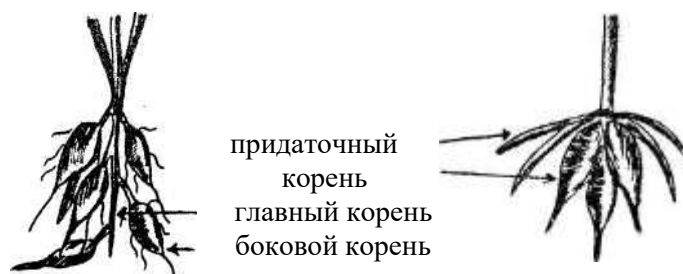 придаточный
корень
главный корень
боковой корень